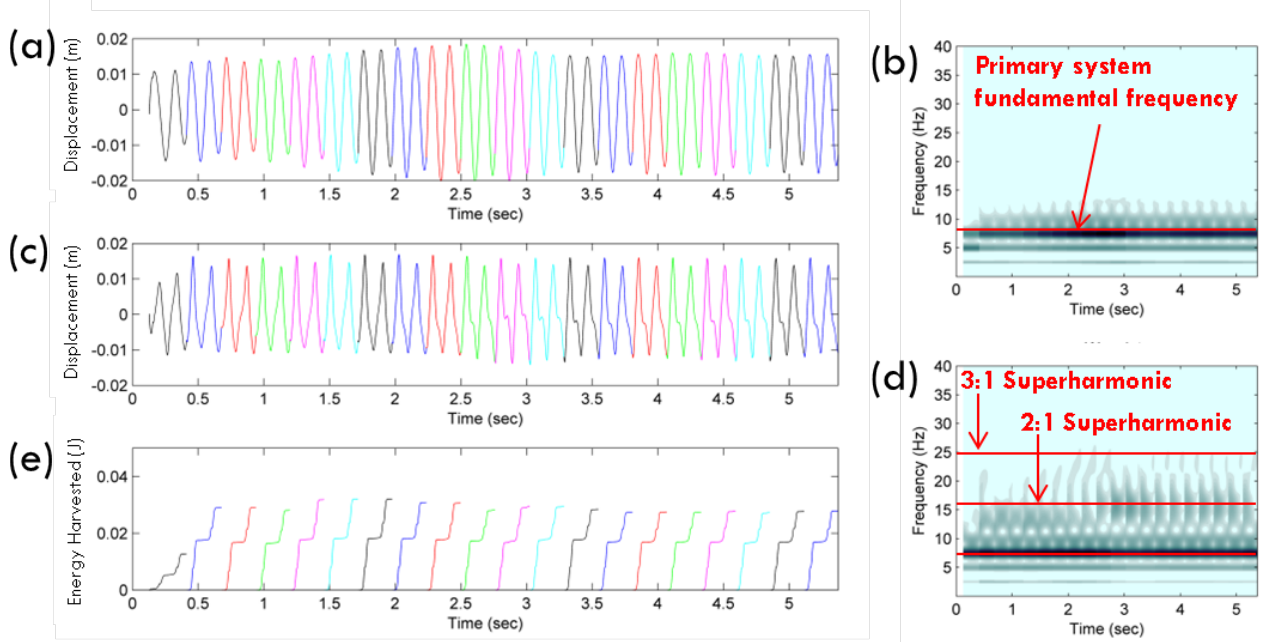 (a)
Displacement (m)
0.02
0.01
0
-0.01
-0.02
0 0.5 1 1.5 2 2.5 3 3.5 4 4.5 5
Time (sec)
(b)
Primary system
fundamental frequency
Frequency (Hz)
40
35
30
25
20
15
10
5
0 1 2 3 4 5
Time (sec)
(c)
Displacement (m)
0.02
0.01
0
-0.01
-0.02
0 0.5 1 1.5 2 2.5 3 3.5 4 4.5 5
Time (sec)
(d)
3:1 Superharmonic
2:1 Superharmonic
Frequency (Hz)
40
35
30
25
20
15
10
5
0 1 2 3 4 5
Time (sec)
(e)
Energy Harvested (J)
0.04
0.02
0
0 0.5 1 1.5 2 2.5 3 3.5 4 4.5 5
Time (sec)